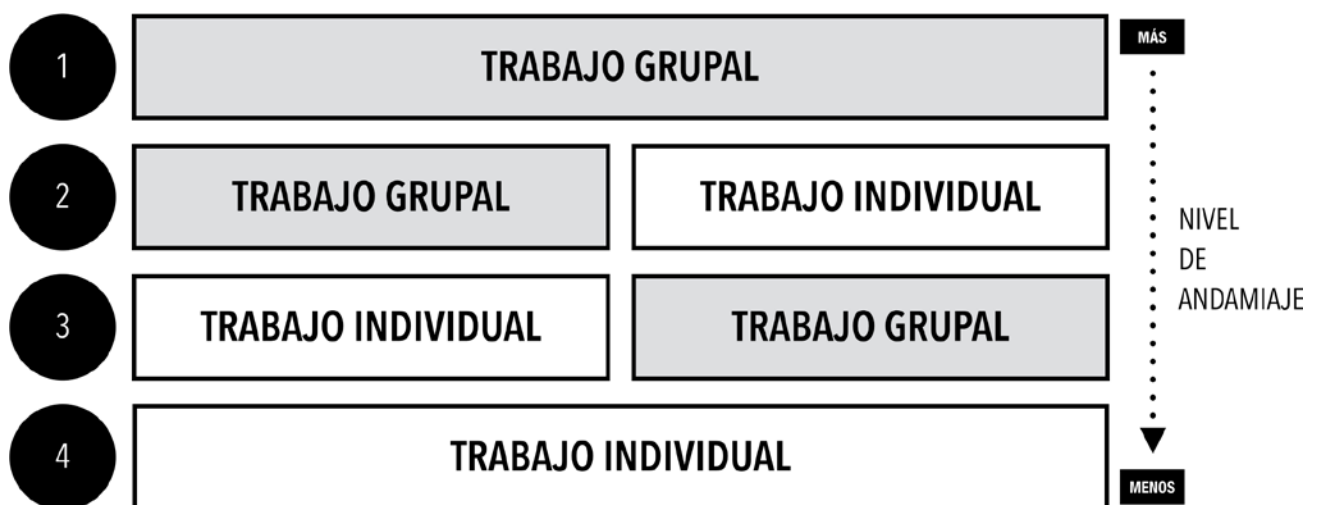 1
TRABAJO GRUPAL
MÁS
2
TRABAJO GRUPAL
TRABAJO INDIVIDUAL
NIVEL
DE
ANDAMIAJE
3
TRABAJO INDIVIDUAL
TRABAJO GRUPAL
4
TRABAJO INDIVIDUAL
MENOS